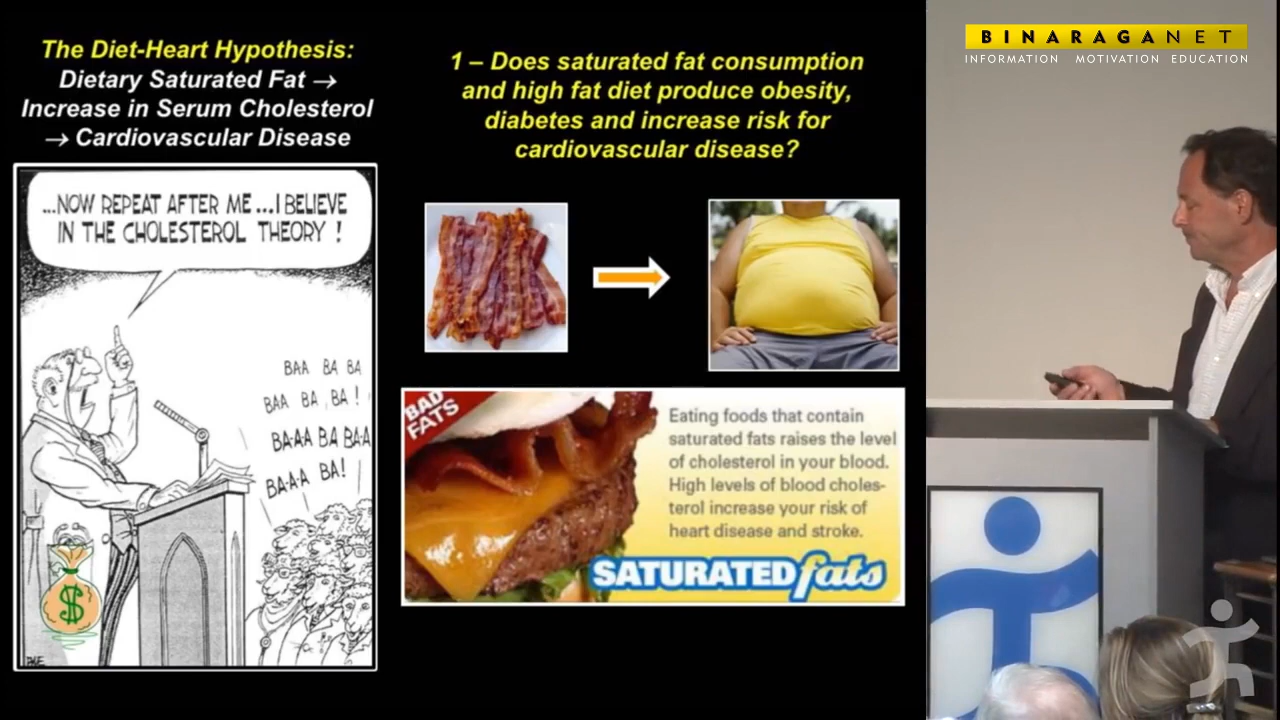 The Diet-Heart Hypothesis:
Dietary Saturated Fat →
Increase in Serum Cholesterol
→ Cardiovascular Disease
...NOW REPEAT AFTER ME ...I BELIEVE
IN THE CHOLESTEROL THEORY !
BAA BA BA
BAA BA BA !
BA-A-A BA BA-A
BA-A-A BA!
$
1 – Does saturated fat consumption
and high fat diet produce obesity,
diabetes and increase risk for
cardiovascular disease?
BAD
FATS
Eating foods that contain
saturated fats raises the level
of cholesterol in your blood.
High levels of blood choles-
terol increase your risk of
heart disease and stroke.
SATURATED fats
BINARAGANET
INFORMATION MOTIVATION EDUCATION